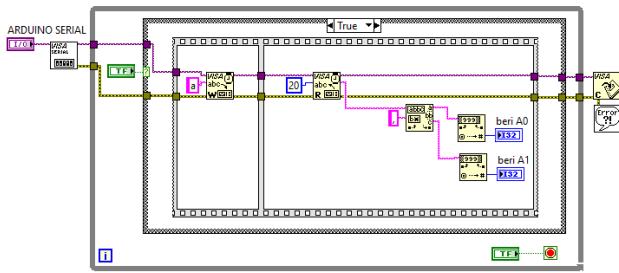 True
ARDUINO SERIAL
I/O
VISA
SERIAL
TF
?
a
VISA
abc
W
20
VISA
abc
R
,
beri A0
I32
beri A1
I32
VISA
C
Error
?!
i
TF